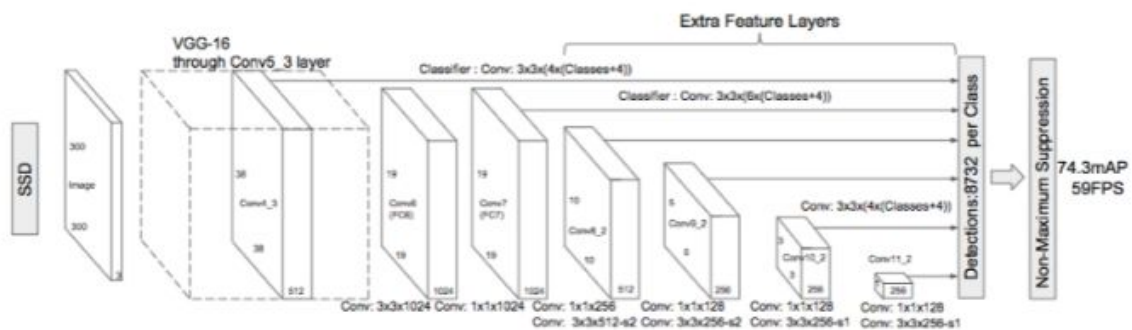 Extra Feature Layers
VGG-16
through Conv5_3 layer
Classifier : Conv: 3x3x(4x(Classes+4))
Classifier : Conv: 3x3x(6x(Classes+4))
SSD
300
Image
300
3
38
Conv4_3
38
512
19
Conv6
(FC6)
19
1024
19
Conv7
(FC7)
19
1024
10
Conv8_2
10
512
5
Conv9_2
256
Conv: 3x3x(4x(Classes+4))
3
Conv10_2
3
256
Conv11_2
256
Detections:8732 per Class
Non-Maximum Suppression
74.3mAP
59FPS
Conv: 3x3x1024
Conv: 1x1x1024
Conv: 1x1x256
Conv: 3x3x512-s2
Conv: 1x1x128
Conv: 3x3x256-s2
Conv: 1x1x128
Conv: 3x3x256-s1
Conv: 1x1x128
Conv: 3x3x256-s1